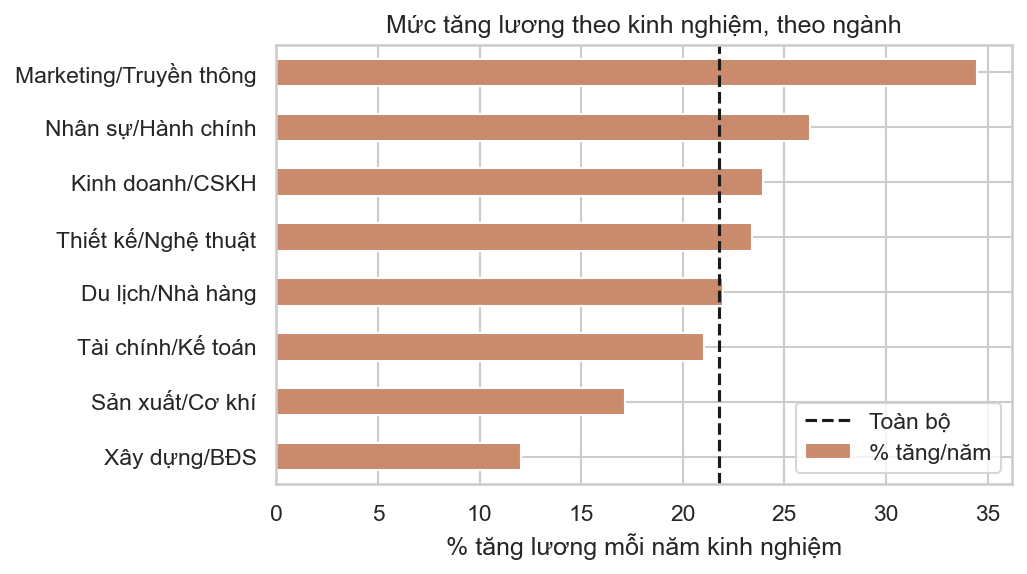 Mức tăng lương theo kinh nghiệm, theo ngành
Marketing/Truyền thông
Nhân sự/Hành chính
Kinh doanh/CSKH
Thiết kế/Nghệ thuật
Du lịch/Nhà hàng
Tài chính/Kế toán
Sản xuất/Cơ khí
Xây dựng/BĐS
Toàn bộ
% tăng/năm
0 5 10 15 20 25 30 35
% tăng lương mỗi năm kinh nghiệm